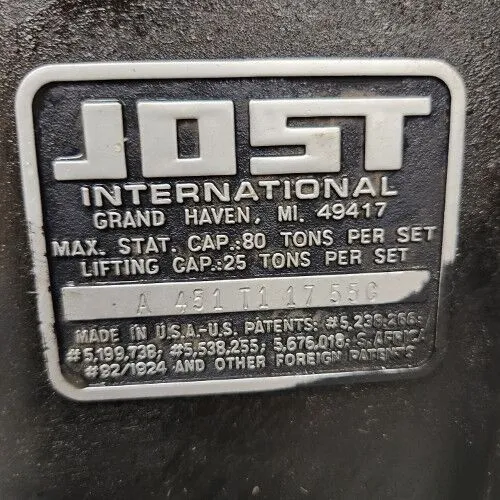 JOST
INTERNATIONAL
GRAND HAVEN, MI. 49417
MAX. STAT. CAP.:80 TONS PER SET
LIFTING CAP.:25 TONS PER SET
A 451 T1 17 55G
MADE IN U.S.A.-U.S. PATENTS: #5,238,266;
#5,199,738; #5,538,255; 5,676,018; S. AFRICA
#92/1924 AND OTHER FOREIGN PATENTS